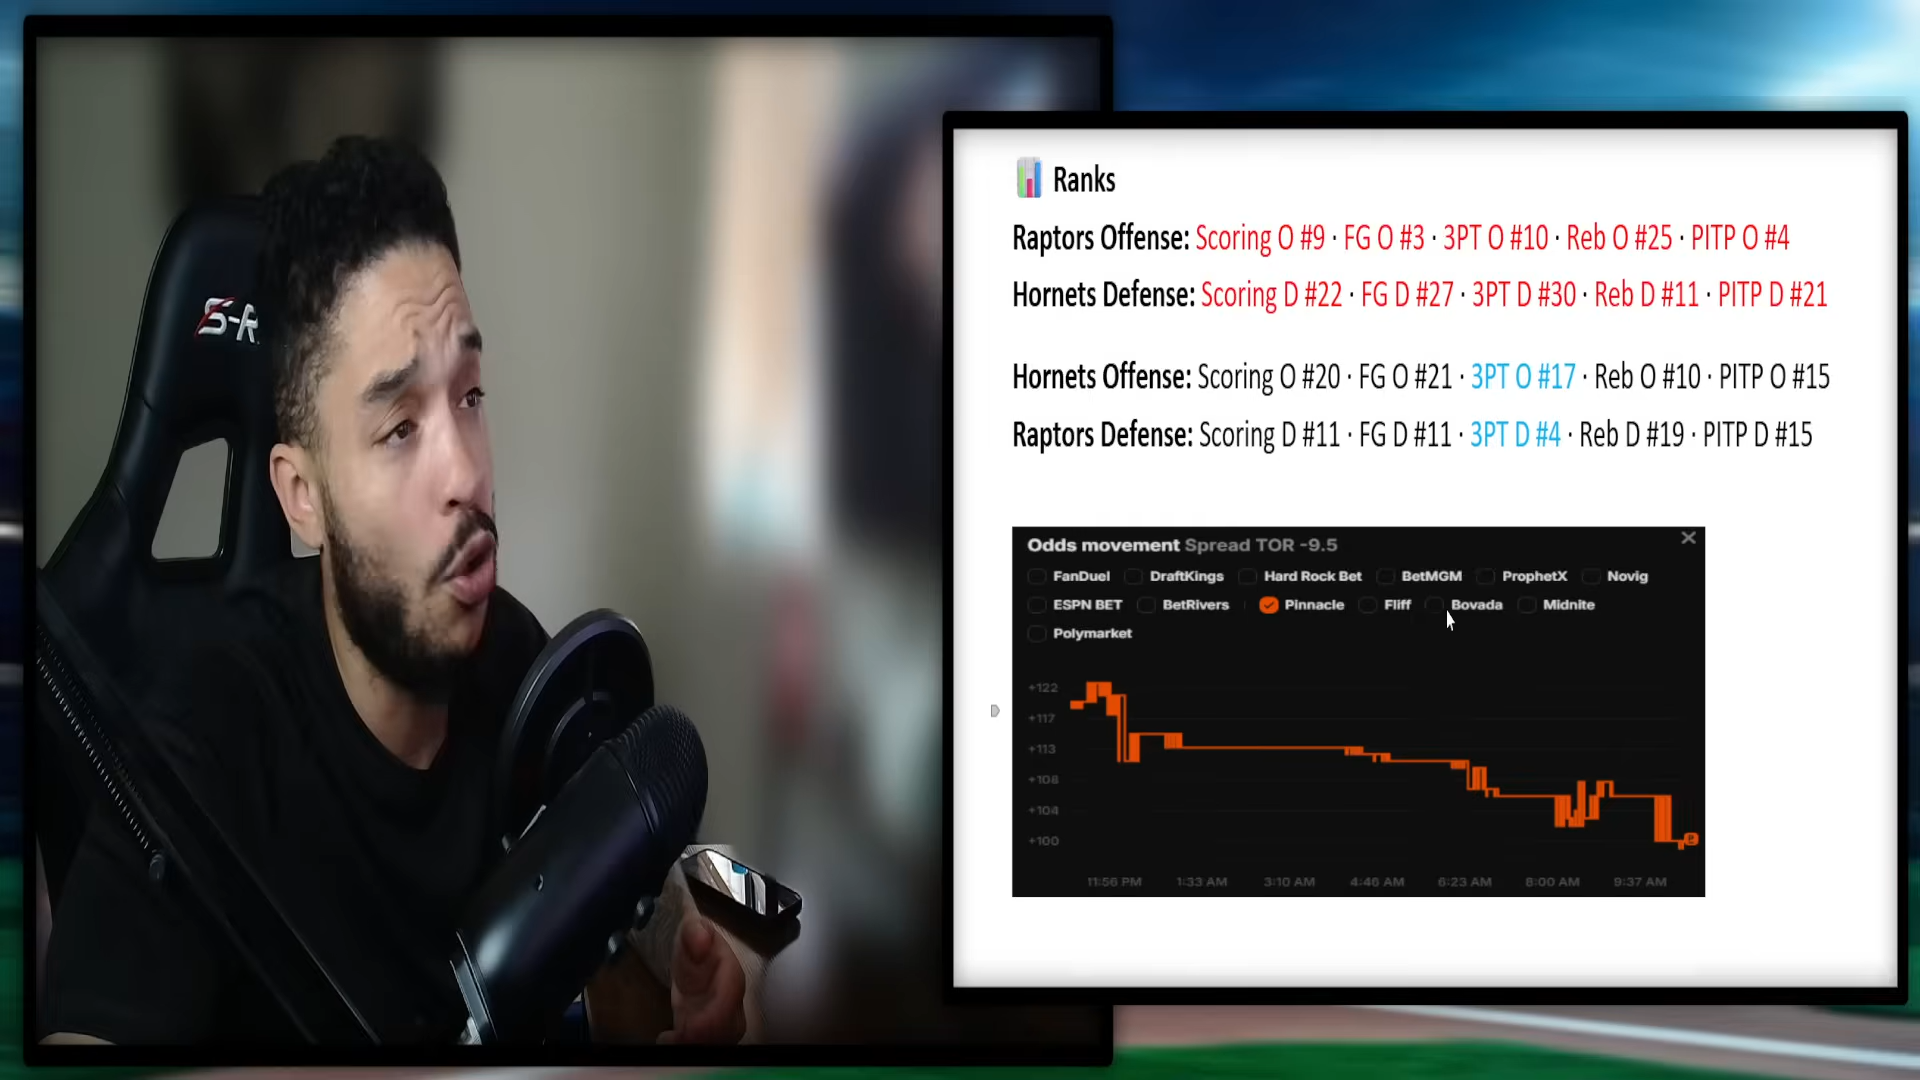 Ranks
Raptors Offense: Scoring O #9 · FG O #3 · 3PT O #10 · Reb O #25 · PITP O #4
Hornets Defense: Scoring D #22 · FG D #27 · 3PT D #30 · Reb D #11 · PITP D #21
Hornets Offense: Scoring O #20 · FG O #21 · 3PT O #17 · Reb O #10 · PITP O #15
Raptors Defense: Scoring D #11 · FG D #11 · 3PT D #4 · Reb D #19 · PITP D #15
Odds movement Spread TOR -9.5
FanDuel DraftKings Hard Rock Bet BetMGM ProphetX Novig
ESPN BET BetRivers Pinnacle Fliff Bovada Midnite
Polymarket
+122
+117
+113
+108
+104
+100
11:56 PM 1:33 AM 3:10 AM 4:46 AM 6:23 AM 8:00 AM 9:37 AM
S-R